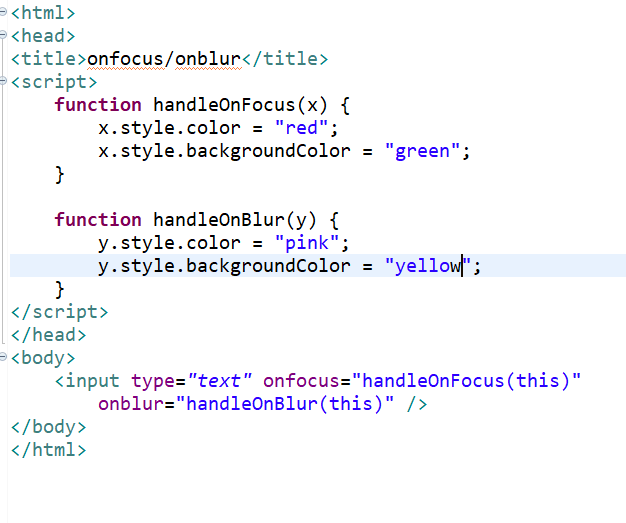 <html>
<head>
<title>onfocus/onblur</title>
<script>
    function handleOnFocus(x) {
        x.style.color = "red";
        x.style.backgroundColor = "green";
    }

    function handleOnBlur(y) {
        y.style.color = "pink";
        y.style.backgroundColor = "yellow";
    }
</script>
</head>
<body>
    <input type="text" onfocus="handleOnFocus(this)"
        onblur="handleOnBlur(this)" />
</body>
</html>